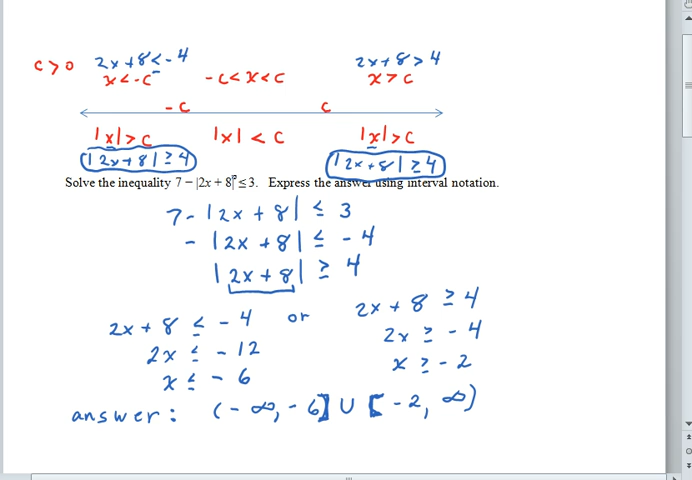 c > 0 2x + 8 < - 4 2x + 8 > 4
x < - c - c < x < c x > c
- c c
|x| > c |x| < c |x| > c
|2x + 8| ≥ 4 |2x + 8| ≥ 4
Solve the inequality 7 – |2x + 8| ≤ 3. Express the answer using interval notation.
7 - |2x + 8| ≤ 3
- |2x + 8| ≤ - 4
|2x + 8| ≥ 4
2x + 8 ≤ - 4 or 2x + 8 ≥ 4
2x ≤ - 12 2x ≥ - 4
x ≤ - 6 x ≥ - 2
answer: (- ∞, - 6] ∪ [- 2, ∞)